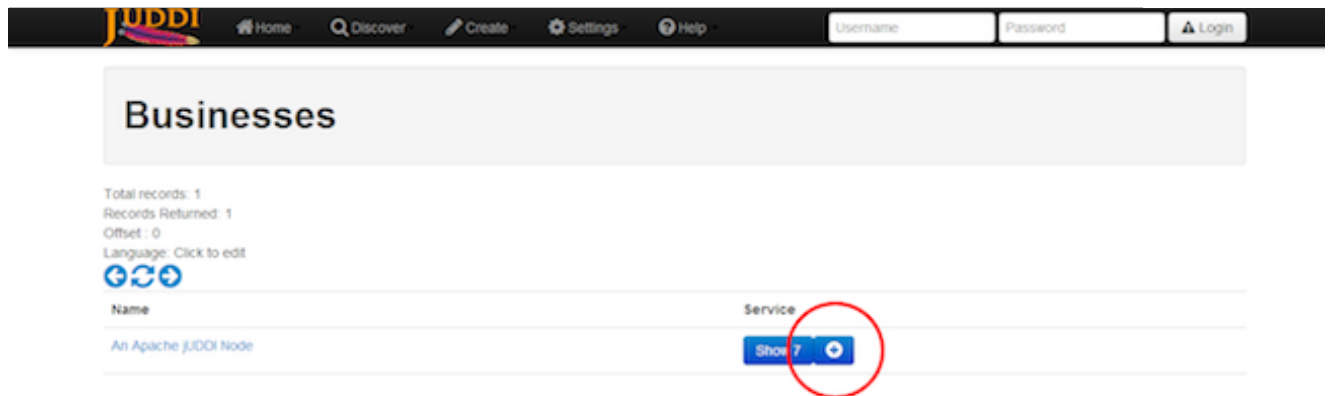 jUDDI Home Discover Create Settings Help Username Password Login
Businesses
Total records: 1
Records Returned: 1
Offset : 0
Language: Click to edit
Name Service
An Apache jUDDI Node Show 7